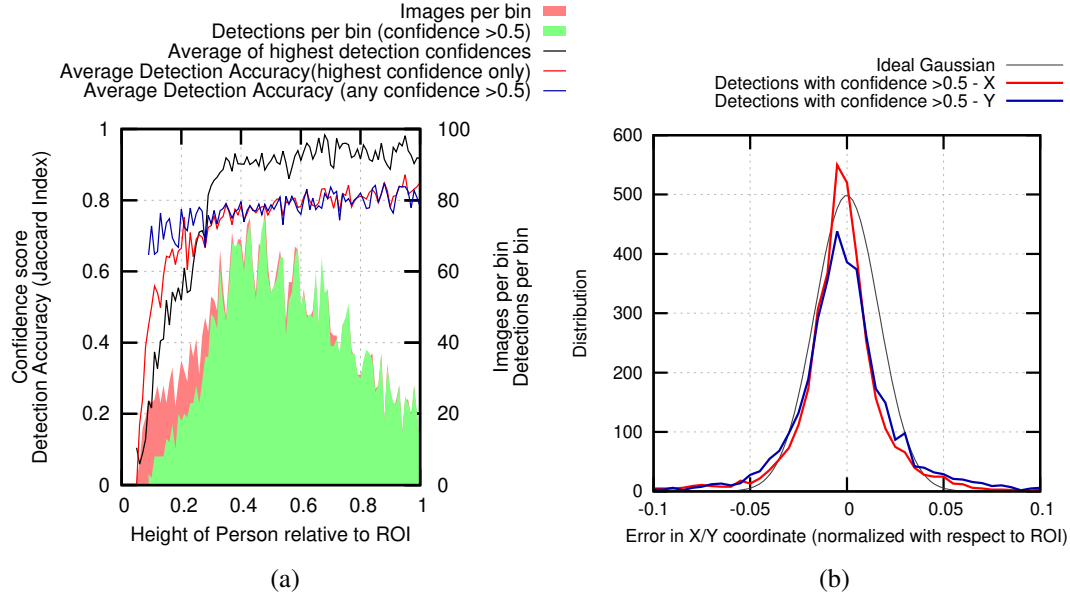 Images per bin
Detections per bin (confidence >0.5)
Average of highest detection confidences
Average Detection Accuracy(highest confidence only)
Average Detection Accuracy (any confidence >0.5)
1
0.8
0.6
0.4
0.2
0
100
80
60
40
20
0
0
0.2
0.4
0.6
0.8
1
Confidence score
Detection Accuracy (Jaccard Index)
Images per bin
Detections per bin
Height of Person relative to ROI
(a)
Ideal Gaussian
Detections with confidence >0.5 - X
Detections with confidence >0.5 - Y
600
500
400
300
200
100
0
-0.1
-0.05
0
0.05
0.1
Distribution
Error in X/Y coordinate (normalized with respect to ROI)
(b)